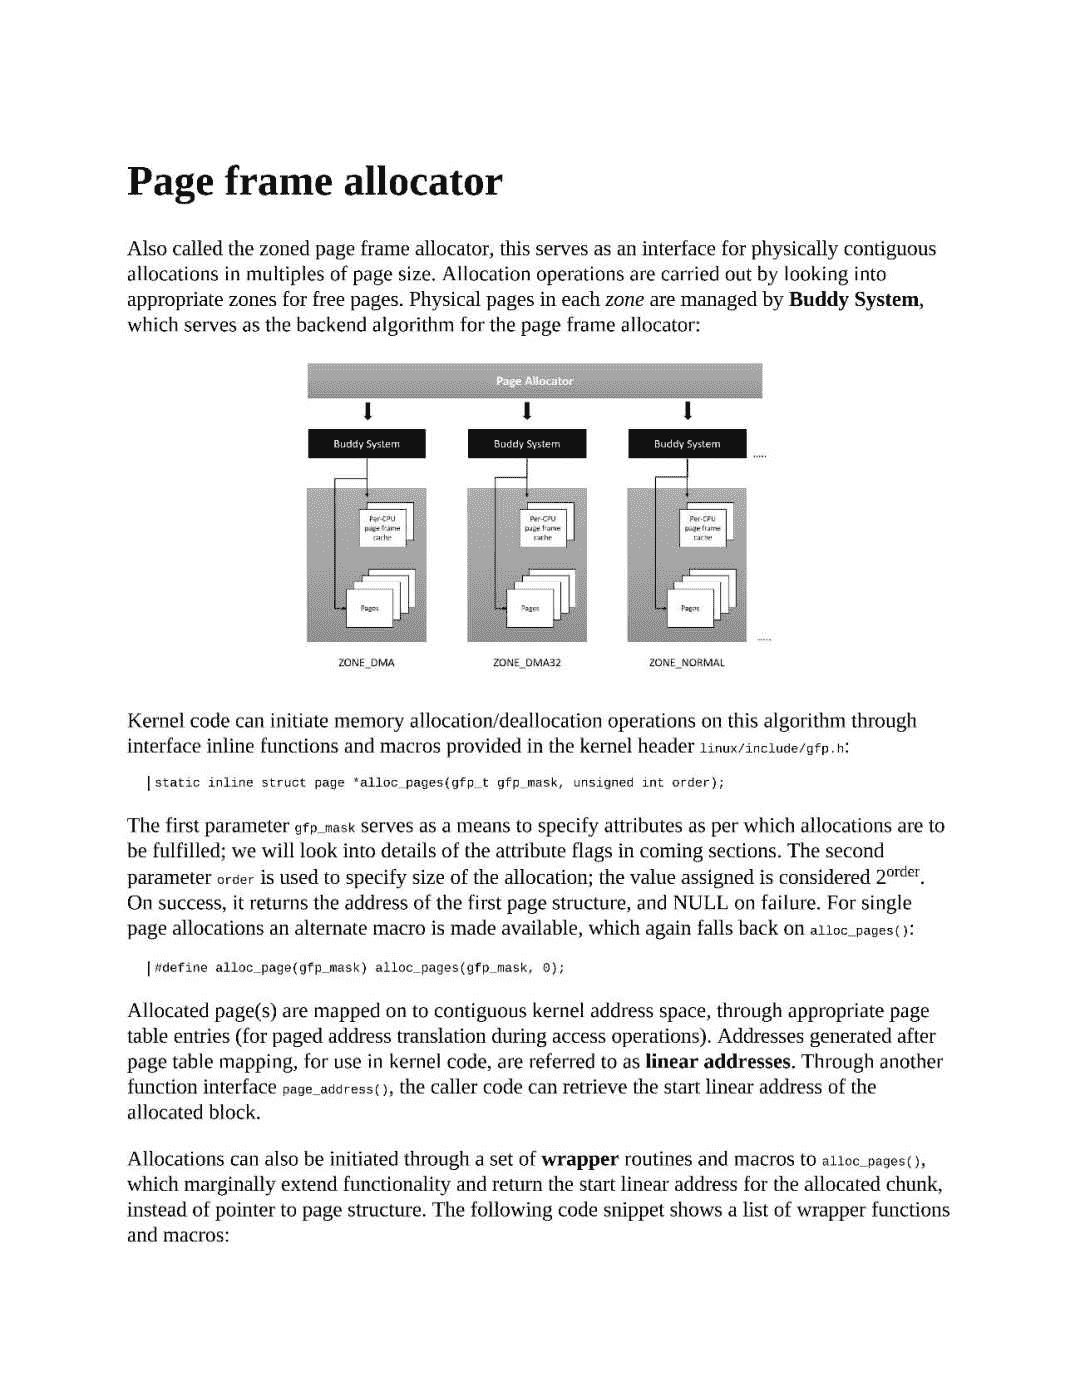 Page frame allocator
Also called the zoned page frame allocator, this serves as an interface for physically contiguous
allocations in multiples of page size. Allocation operations are carried out by looking into
appropriate zones for free pages. Physical pages in each zone are managed by Buddy System,
which serves as the backend algorithm for the page frame allocator:
Page Allocator
Buddy System
Buddy System
Buddy System
.....
Per-CPU
page frame
cache
Per-CPU
page frame
cache
Per-CPU
page frame
cache
Pages
Pages
Pages
.....
ZONE_DMA
ZONE_DMA32
ZONE_NORMAL
Kernel code can initiate memory allocation/deallocation operations on this algorithm through
interface inline functions and macros provided in the kernel header linux/include/gfp.h:
static inline struct page *alloc_pages(gfp_t gfp_mask, unsigned int order);
The first parameter gfp_mask serves as a means to specify attributes as per which allocations are to
be fulfilled; we will look into details of the attribute flags in coming sections. The second
parameter order is used to specify size of the allocation; the value assigned is considered 2order.
On success, it returns the address of the first page structure, and NULL on failure. For single
page allocations an alternate macro is made available, which again falls back on alloc_pages():
#define alloc_page(gfp_mask) alloc_pages(gfp_mask, 0);
Allocated page(s) are mapped on to contiguous kernel address space, through appropriate page
table entries (for paged address translation during access operations). Addresses generated after
page table mapping, for use in kernel code, are referred to as linear addresses. Through another
function interface page_address(), the caller code can retrieve the start linear address of the
allocated block.
Allocations can also be initiated through a set of wrapper routines and macros to alloc_pages(),
which marginally extend functionality and return the start linear address for the allocated chunk,
instead of pointer to page structure. The following code snippet shows a list of wrapper functions
and macros: